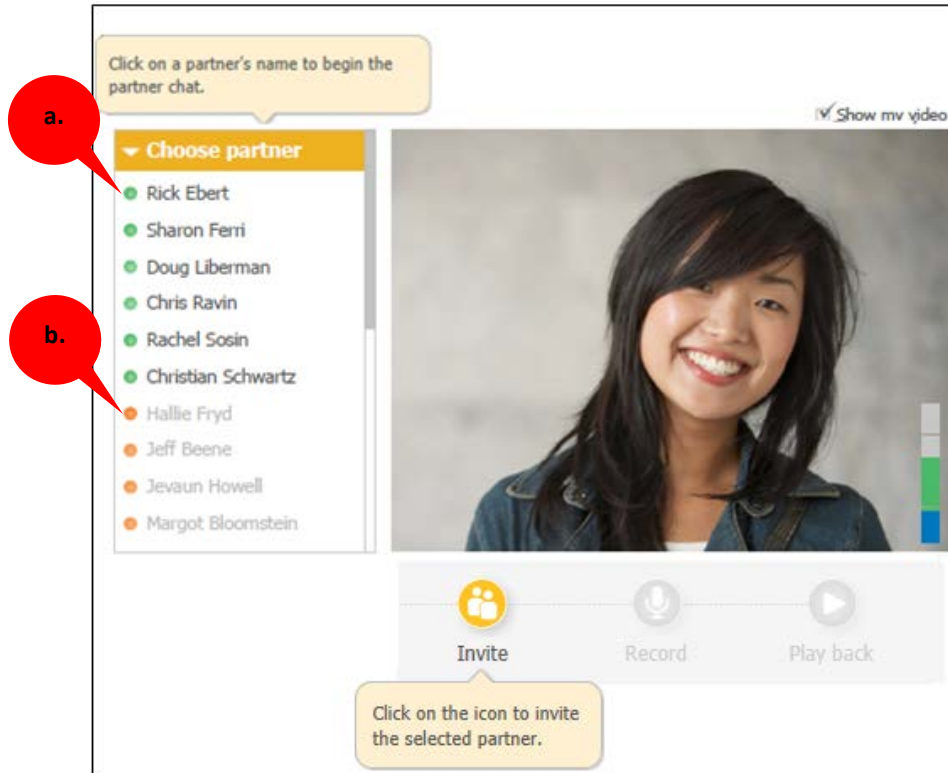 Click on a partner's name to begin the
partner chat.
a.
Show my video
Choose partner
Rick Ebert
Sharon Ferri
Doug Liberman
Chris Ravin
Rachel Sosin
b.
Christian Schwartz
Hallie Fryd
Jeff Beene
Jevaun Howell
Margot Bloomstein
Invite
Record
Play back
Click on the icon to invite
the selected partner.